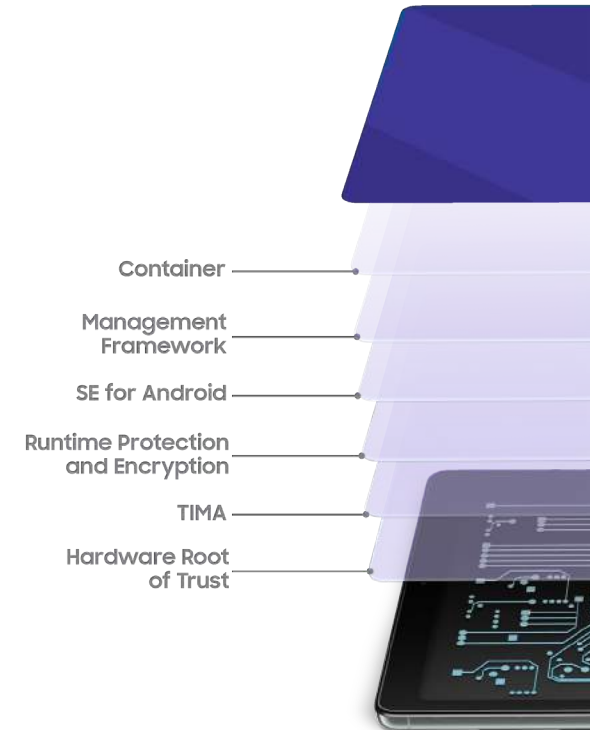 Container
Management
Framework
SE for Android
Runtime Protection
and Encryption
TIMA
Hardware Root
of Trust